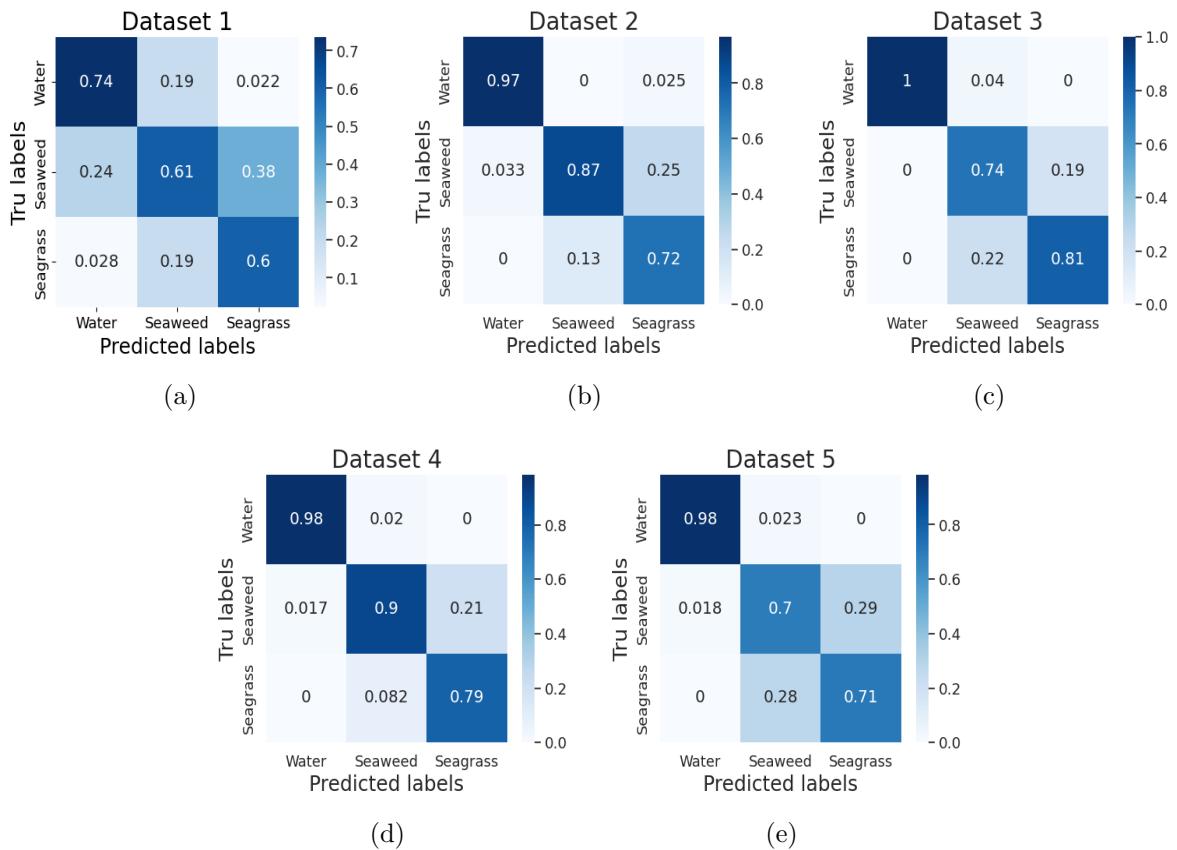 Dataset 1
0.74 0.19 0.022
0.24 0.61 0.38
0.028 0.19 0.6
Water
Seaweed
Seagrass
Tru labels
Water Seaweed Seagrass
Predicted labels
0.7
0.6
0.5
0.4
0.3
0.2
0.1
(a)
Dataset 2
0.97 0 0.025
0.033 0.87 0.25
0 0.13 0.72
Water
Seaweed
Seagrass
Tru labels
Water Seaweed Seagrass
Predicted labels
0.8
0.6
0.4
0.2
0.0
(b)
Dataset 3
1 0.04 0
0 0.74 0.19
0 0.22 0.81
Water
Seaweed
Seagrass
Tru labels
Water Seaweed Seagrass
Predicted labels
1.0
0.8
0.6
0.4
0.2
0.0
(c)
Dataset 4
0.98 0.02 0
0.017 0.9 0.21
0 0.082 0.79
Water
Seaweed
Seagrass
Tru labels
Water Seaweed Seagrass
Predicted labels
0.8
0.6
0.4
0.2
0.0
(d)
Dataset 5
0.98 0.023 0
0.018 0.7 0.29
0 0.28 0.71
Water
Seaweed
Seagrass
Tru labels
Water Seaweed Seagrass
Predicted labels
0.8
0.6
0.4
0.2
0.0
(e)